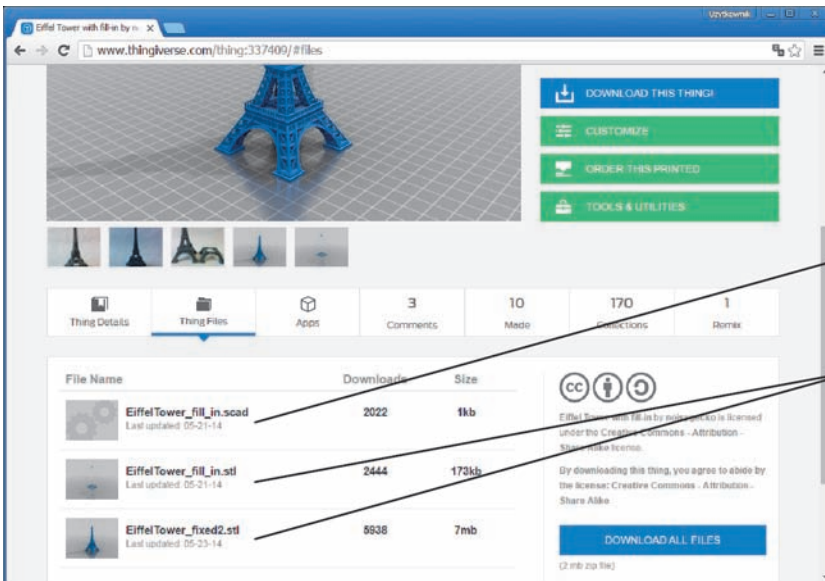 Użytkownik
Eiffel Tower with fill-in by n
www.thingiverse.com/thing:337409/#files
DOWNLOAD THIS THING!
CUSTOMIZE
ORDER THIS PRINTED
TOOLS & UTILITIES
Thing Details
Thing Files
Apps
3
Comments
10
Made
170
Collections
1
Remix
File Name Downloads Size
EiffelTower_fill_in.scad 2022 1kb
Last updated: 05-21-14
EiffelTower_fill_in.stl 2444 173kb
Last updated: 05-21-14
EiffelTower_fixed2.stl 5938 7mb
Last updated: 05-23-14
cc
Eiffel Tower with fill-in by noisegecko is licensed
under the Creative Commons - Attribution -
Share Alike license.
By downloading this thing, you agree to abide by
the license: Creative Commons - Attribution -
Share Alike
DOWNLOAD ALL FILES
(2 mb zip file)